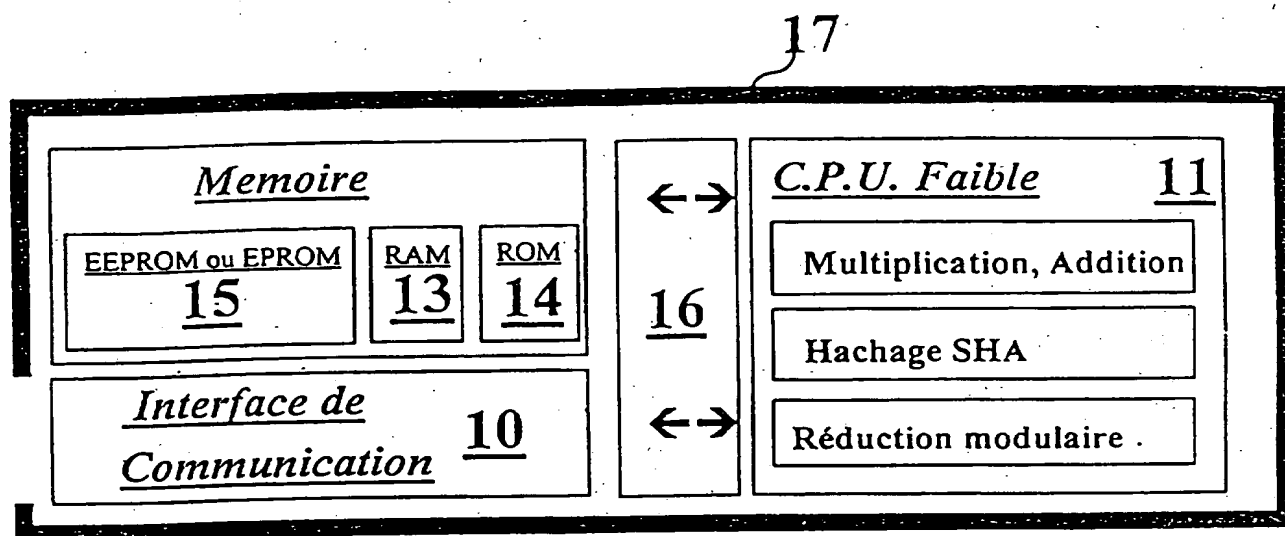 17
Memoire
EEPROM ou EPROM
15
RAM
13
ROM
14
Interface de
Communication
10
16
C.P.U. Faible
11
Multiplication, Addition
Hachage SHA
Réduction modulaire